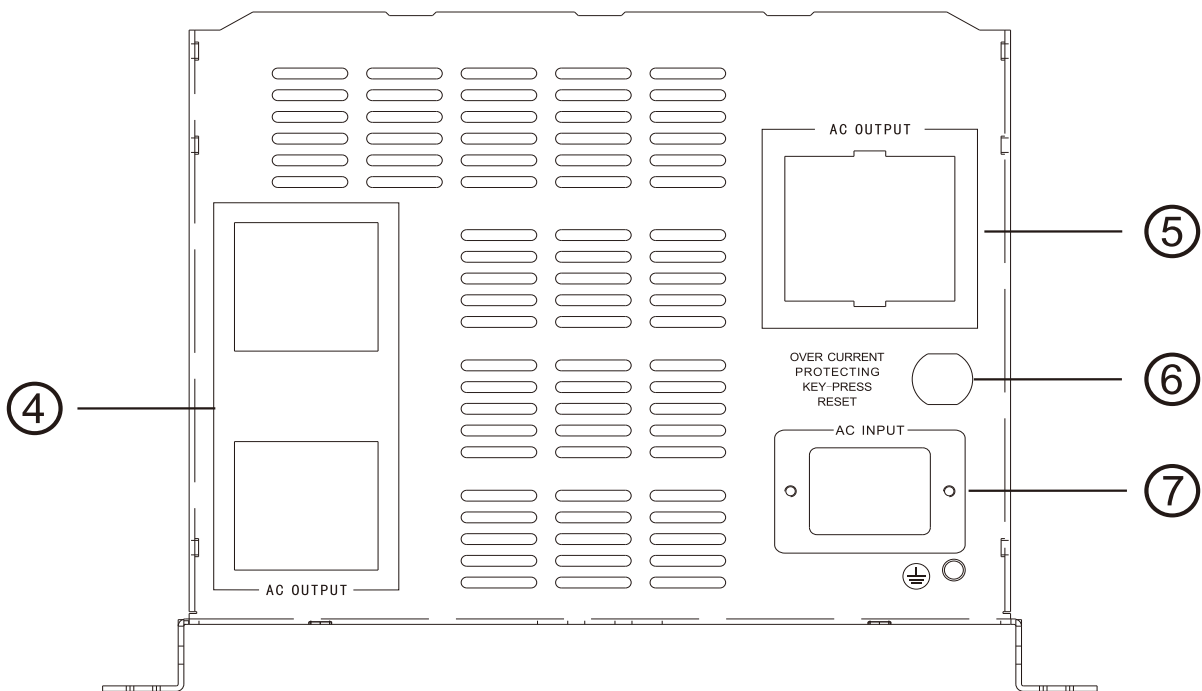 AC OUTPUT
⑤
④
OVER CURRENT
PROTECTING
KEY-PRESS
RESET
⑥
AC INPUT
⑦
AC OUTPUT